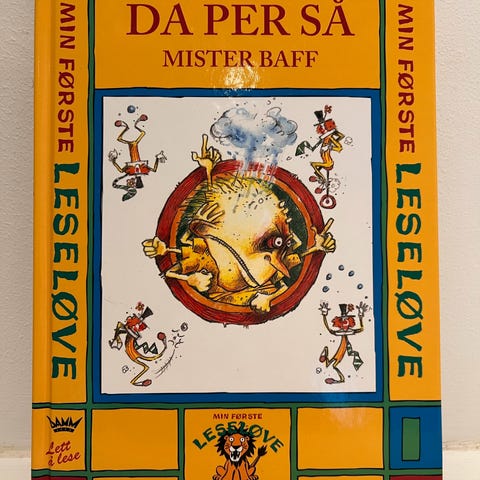 DA PER SÅ
MISTER BAFF
MIN FØRSTE
LESELØVE
MIN FØRSTE
LESELØVE
DAMM
Lett
å lese
MIN FØRSTE
LESELØVE